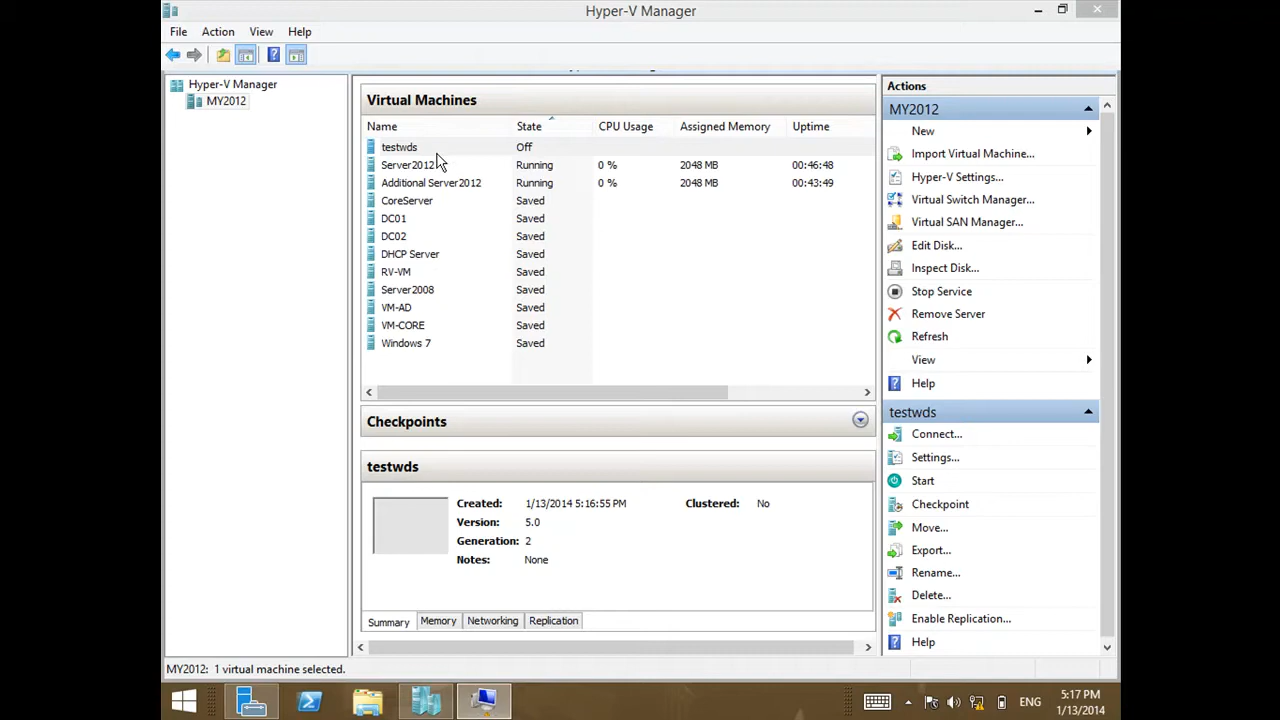 Hyper-V Manager
File Action View Help
Hyper-V Manager
MY2012
Virtual Machines
Name State CPU Usage Assigned Memory Uptime
testwds Off
Server2012 Running 0 % 2048 MB 00:46:48
Additional Server2012 Running 0 % 2048 MB 00:43:49
CoreServer Saved
DC01 Saved
DC02 Saved
DHCP Server Saved
RV-VM Saved
Server2008 Saved
VM-AD Saved
VM-CORE Saved
Windows 7 Saved
Checkpoints
testwds
Created: 1/13/2014 5:16:55 PM Clustered: No
Version: 5.0
Generation: 2
Notes: None
Summary Memory Networking Replication
Actions
MY2012
New
Import Virtual Machine...
Hyper-V Settings...
Virtual Switch Manager...
Virtual SAN Manager...
Edit Disk...
Inspect Disk...
Stop Service
Remove Server
Refresh
View
Help
testwds
Connect...
Settings...
Start
Checkpoint
Move...
Export...
Rename...
Delete...
Enable Replication...
Help
MY2012: 1 virtual machine selected.
ENG
5:17 PM
1/13/2014